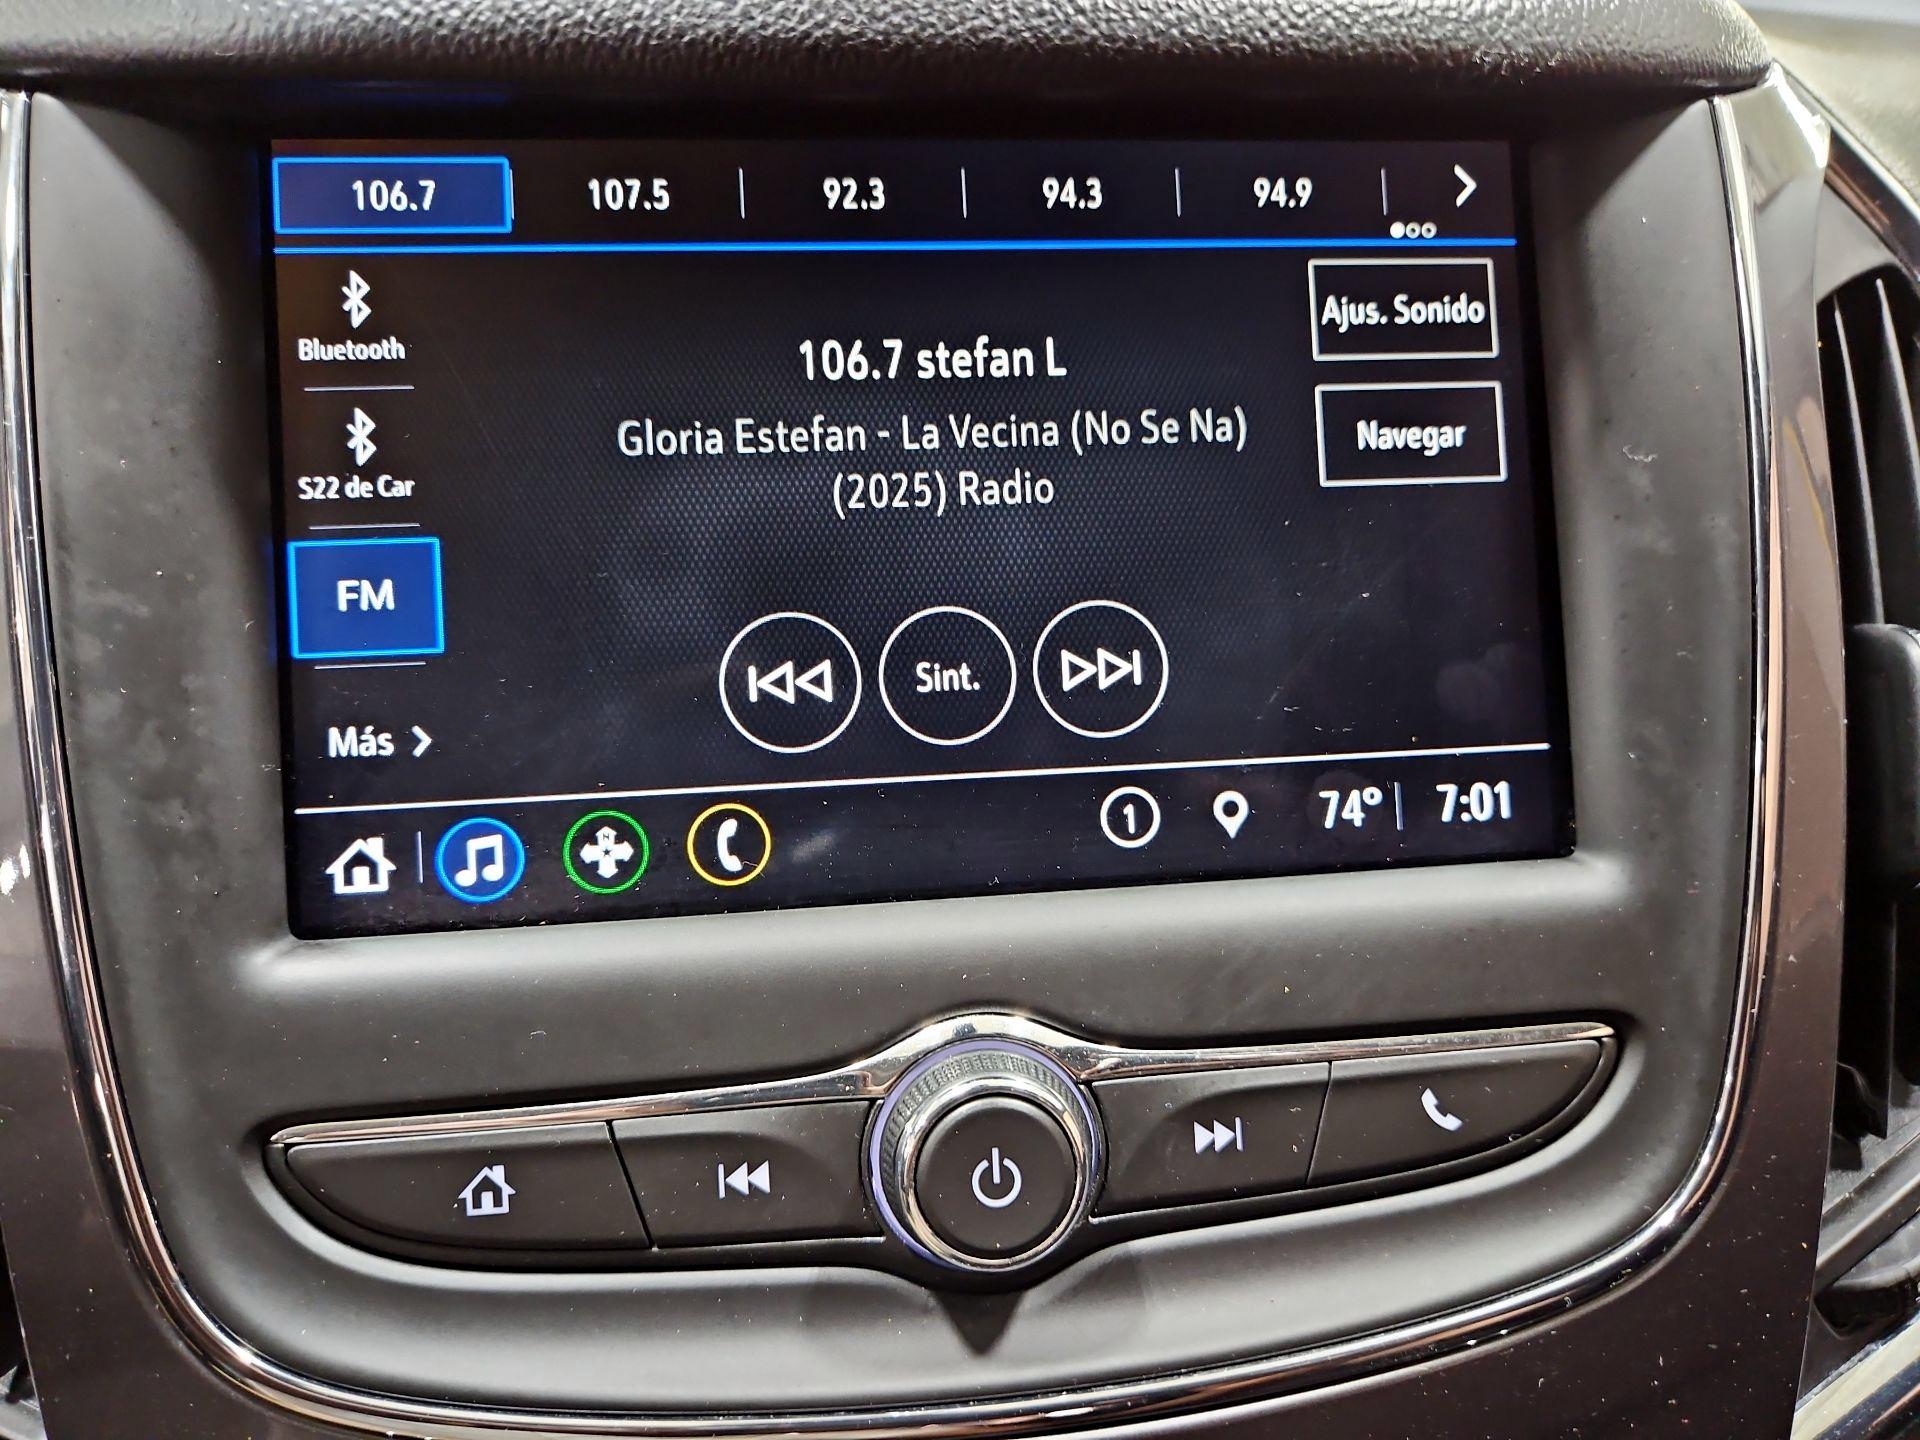 106.7
107.5
92.3
94.3
94.9
Bluetooth
S22 de Car
FM
Más
106.7 stefan L
Gloria Estefan - La Vecina (No Se Na)
(2025) Radio
Sint.
Ajus. Sonido
Navegar
N
1
74°
7:01